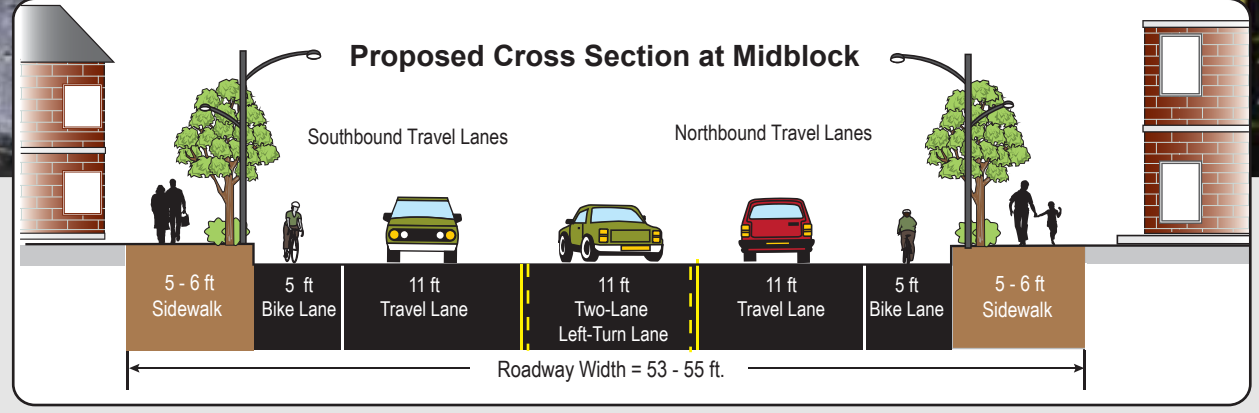 Proposed Cross Section at Midblock
Southbound Travel Lanes
Northbound Travel Lanes
5 - 6 ft
Sidewalk
5 ft
Bike Lane
11 ft
Travel Lane
11 ft
Two-Lane
Left-Turn Lane
11 ft
Travel Lane
5 ft
Bike Lane
5 - 6 ft
Sidewalk
Roadway Width = 53 - 55 ft.